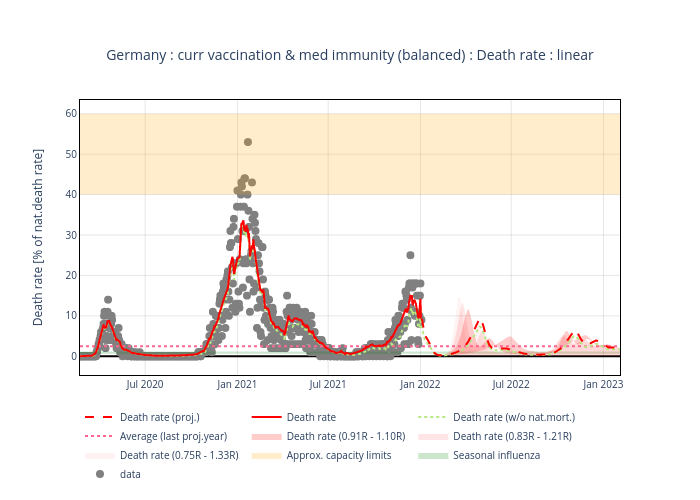 Germany : curr vaccination & med immunity (balanced) : Death rate : linear
Death rate [% of nat.death rate]
60
50
40
30
20
10
0
Jul 2020 Jan 2021 Jul 2021 Jan 2022 Jul 2022 Jan 2023
Death rate (proj.) Death rate Death rate (w/o nat.mort.)
Average (last proj.year) Death rate (0.91R - 1.10R) Death rate (0.83R - 1.21R)
Death rate (0.75R - 1.33R) Approx. capacity limits Seasonal influenza
data